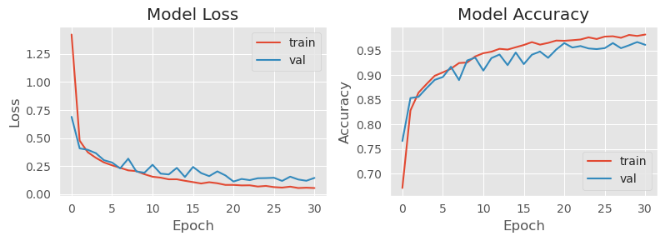 Model Loss
train
val
1.25
1.00
0.75
0.50
0.25
0.00
Loss
0 5 10 15 20 25 30
Epoch
Model Accuracy
0.95
0.90
0.85
0.80
0.75
0.70
Accuracy
train
val
0 5 10 15 20 25 30
Epoch